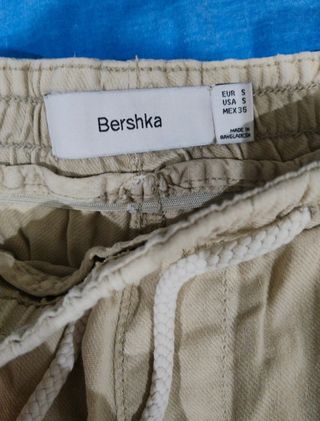 Bershka
EUR S
USA S
MEX 36
MADE IN
BANGLADESH